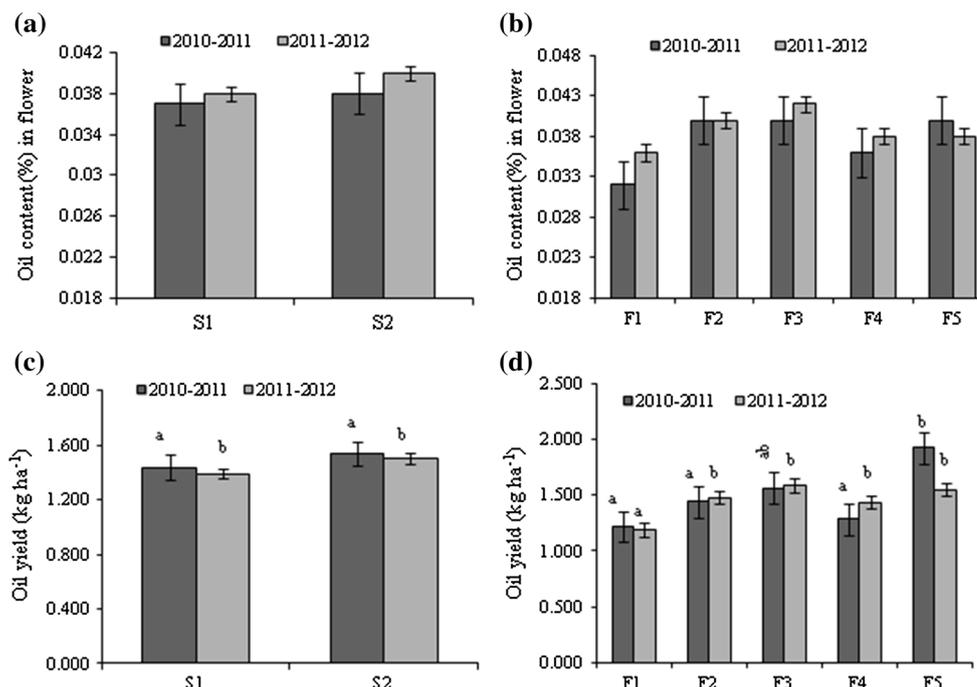 (a)
2010-2011 2011-2012
Oil content(%) in flower
0.042
0.038
0.034
0.03
0.026
0.022
0.018
S1 S2
(b)
2010-2011 2011-2012
Oil content(%) in flower
0.048
0.043
0.038
0.033
0.028
0.023
0.018
F1 F2 F3 F4 F5
(c)
2010-2011 2011-2012
Oil yield (kg ha-1)
2.000
1.600
1.200
0.800
0.400
0.000
a b a b
S1 S2
(d)
2010-2011 2011-2012
Oil yield (kg ha-1)
2.500
2.000
1.500
1.000
0.500
0.000
a a a b ab b a b b b
F1 F2 F3 F4 F5